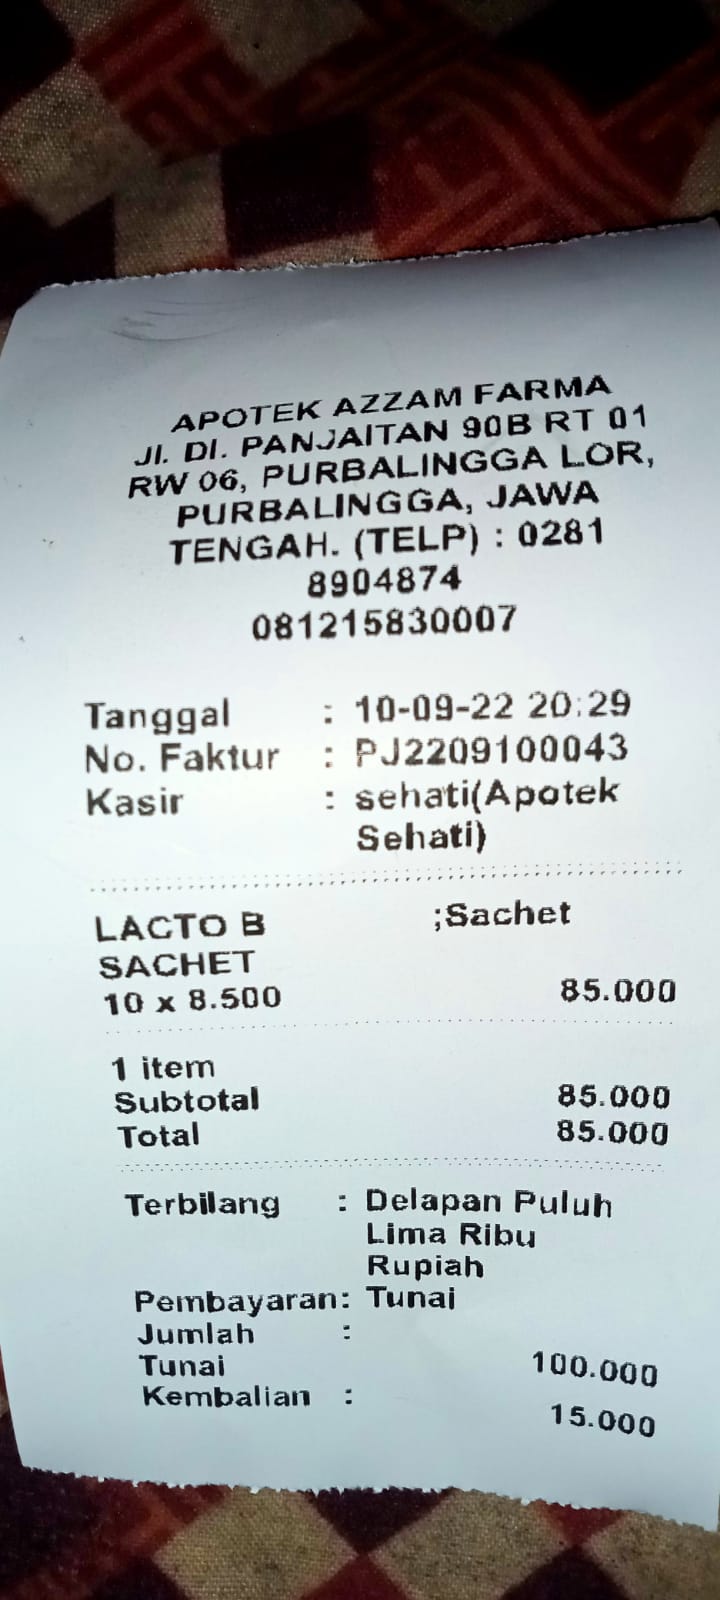 APOTEK AZZAM FARMA
Jl. DI. PANJAITAN 90B RT 01
RW 06, PURBALINGGA LOR,
PURBALINGGA, JAWA
TENGAH. (TELP) : 0281
8904874
081215830007
Tanggal : 10-09-22 20:29
No. Faktur : PJ2209100043
Kasir : sehati(Apotek
Sehati)
LACTO B ;Sachet
SACHET
10 x 8.500 85.000
1 item
Subtotal 85.000
Total 85.000
Terbilang : Delapan Puluh
Lima Ribu
Rupiah
Pembayaran: Tunai
Jumlah :
Tunai 100.000
Kembalian : 15.000